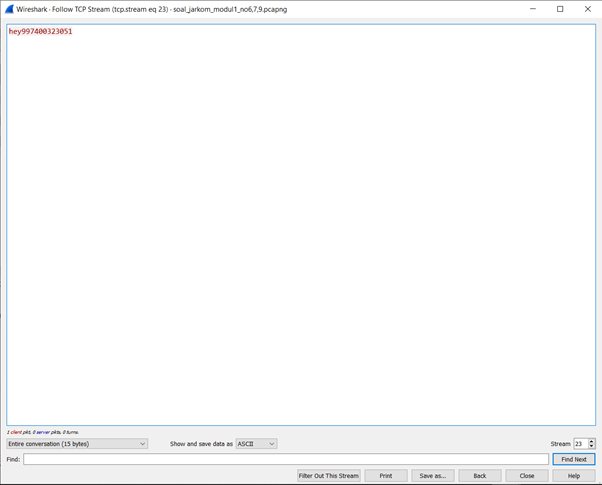 Wireshark · Follow TCP Stream (tcp.stream eq 23) · soal_jarkom_modul1_no6,7,9.pcapng
hey997400323051
1 client pkt, 0 server pkts, 0 turns.
Entire conversation (15 bytes)
Show and save data as
ASCII
Stream
23
Find:
Find Next
Filter Out This Stream
Print
Save as…
Back
Close
Help